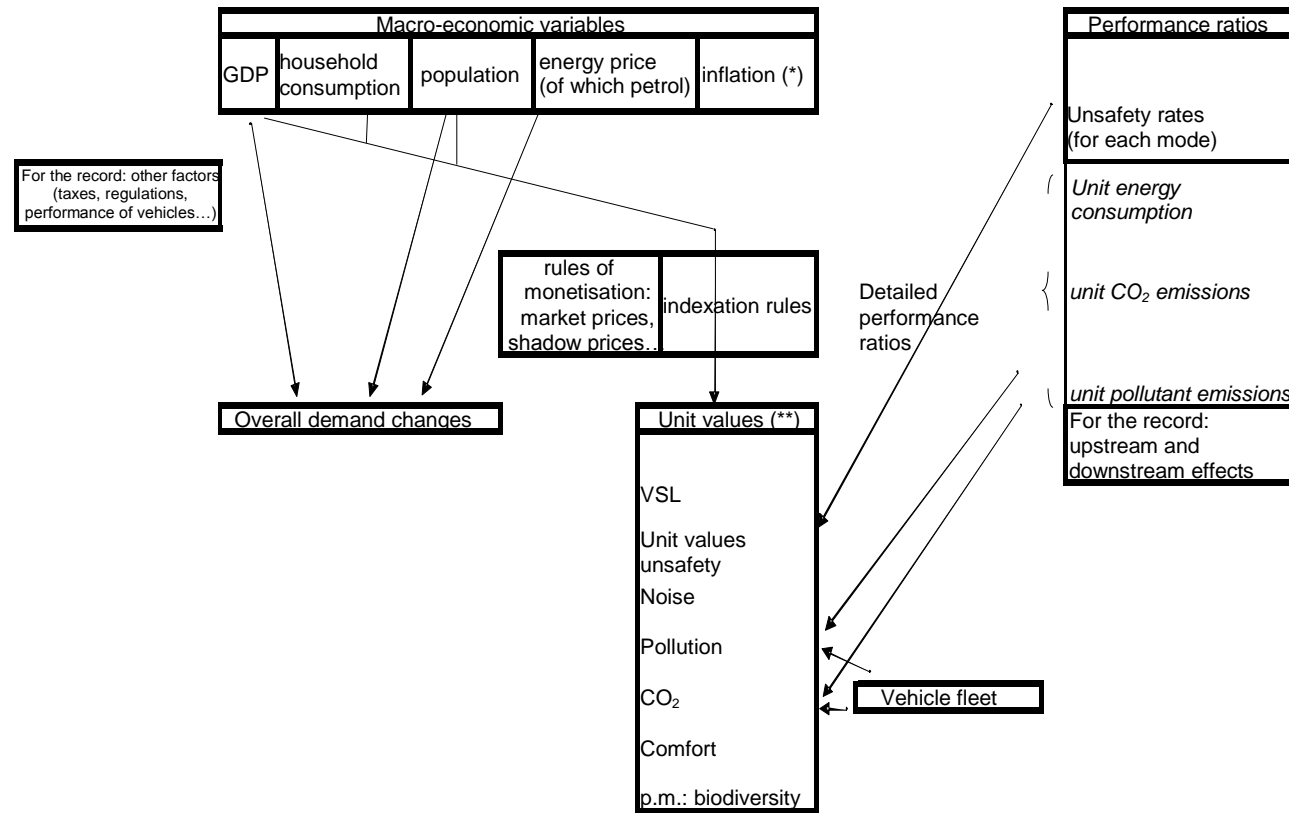 Macro-economic variables
GDP
household
consumption
population
energy price
(of which petrol)
inflation (*)
Performance ratios
Unsafety rates
(for each mode)
Unit energy
consumption
unit CO₂ emissions
unit pollutant emissions
For the record:
upstream and
downstream effects
For the record: other factors
(taxes, regulations,
performance of vehicles…)
rules of
monetisation:
market prices,
shadow prices…
indexation rules
Detailed
performance
ratios
Overall demand changes
Unit values (**)
VSL
Unit values
unsafety
Noise
Pollution
CO₂
Comfort
p.m.: biodiversity
Vehicle fleet